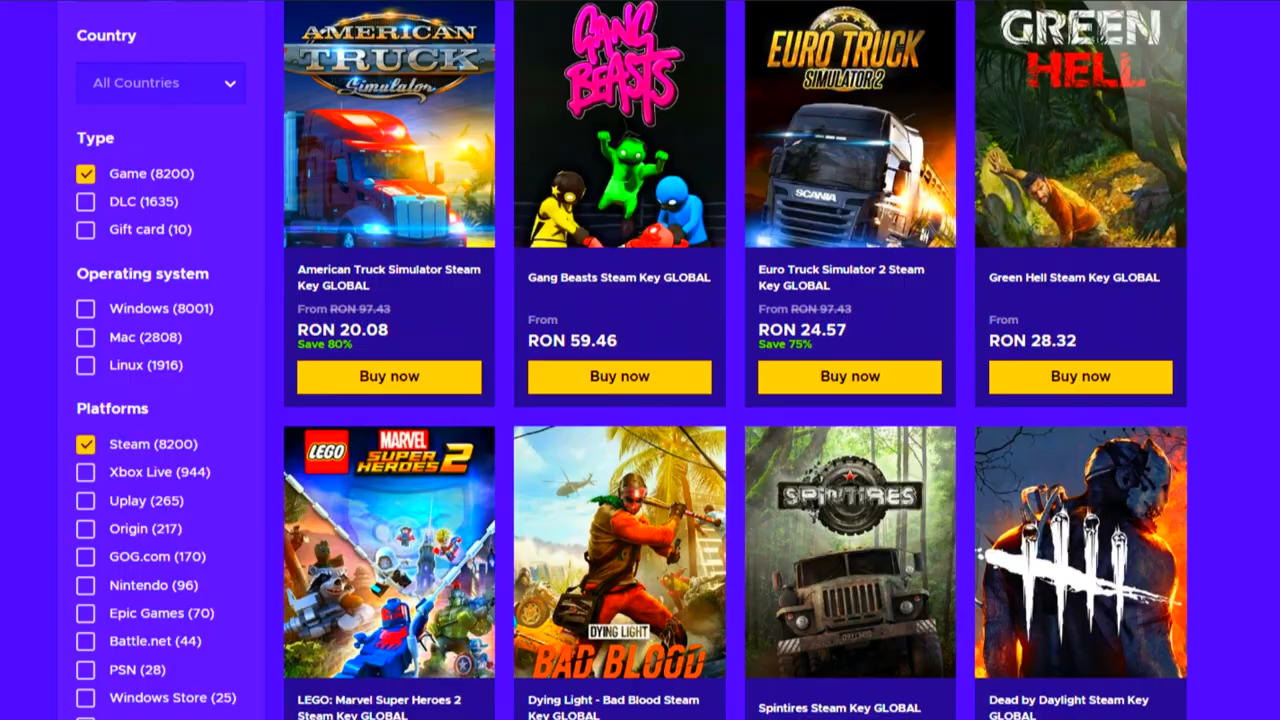 Country
All Countries
Type
Game (8200)
DLC (1635)
Gift card (10)
Operating system
Windows (8001)
Mac (2808)
Linux (1916)
Platforms
Steam (8200)
Xbox Live (944)
Uplay (265)
Origin (217)
GOG.com (170)
Nintendo (96)
Epic Games (70)
Battle.net (44)
PSN (28)
Windows Store (25)
AMERICAN
TRUCK
Simulator
American Truck Simulator Steam
Key GLOBAL
From RON 97.43
RON 20.08
Save 80%
Buy now
GANG
BEASTS
Gang Beasts Steam Key GLOBAL
From
RON 59.46
Buy now
EURO TRUCK
SIMULATOR 2
SCANIA
Euro Truck Simulator 2 Steam
Key GLOBAL
From RON 97.43
RON 24.57
Save 75%
Buy now
GREEN
HELL
Green Hell Steam Key GLOBAL
From
RON 28.32
Buy now
LEGO
MARVEL
SUPER
HEROES 2
LEGO: Marvel Super Heroes 2
Steam Key GLOBAL
DYING LIGHT
BAD BLOOD
Dying Light - Bad Blood Steam
Key GLOBAL
SPINTIRES
Spintires Steam Key GLOBAL
Dead by Daylight Steam Key
GLOBAL